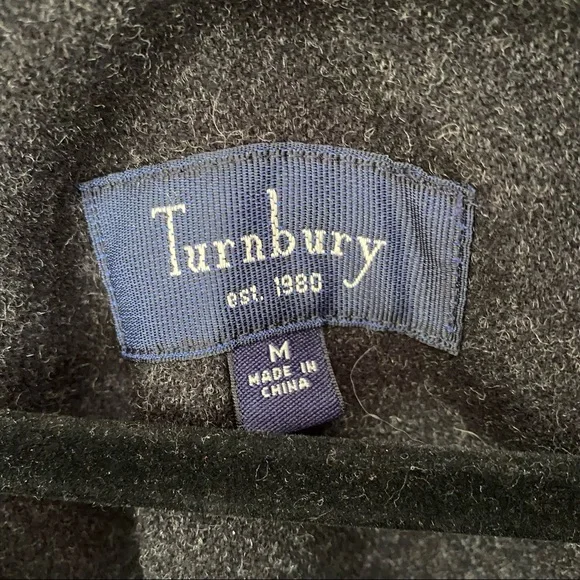 Turnbury
est. 1980
M
MADE IN
CHINA